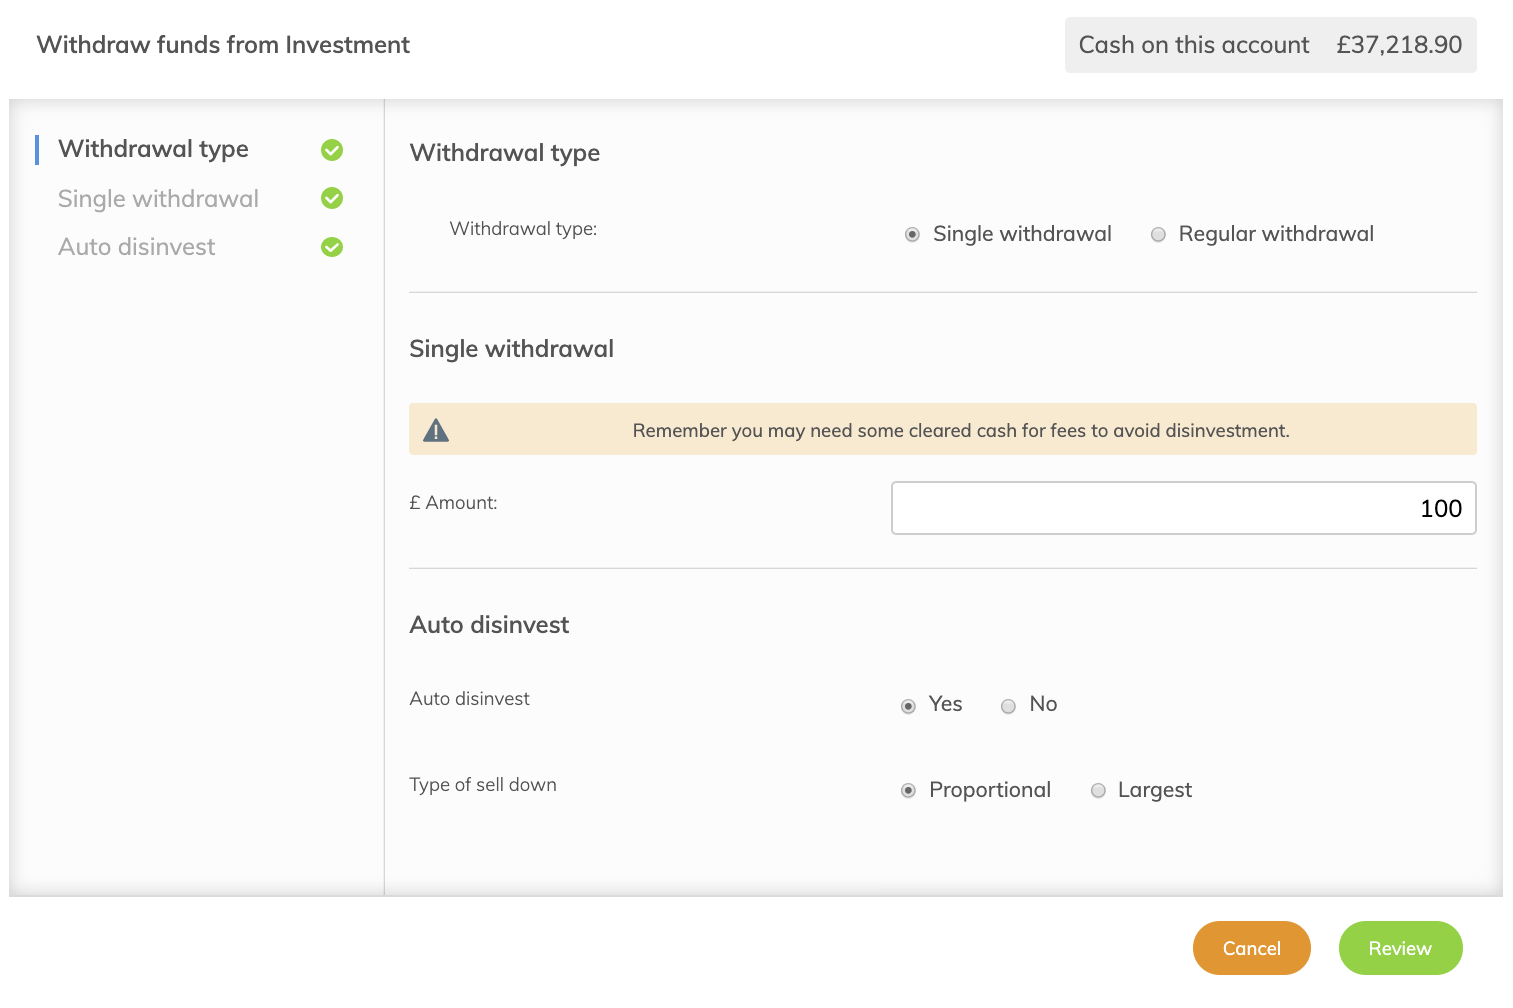 Withdraw funds from Investment
Cash on this account £37,218.90
Withdrawal type
Single withdrawal
Auto disinvest
Withdrawal type
Withdrawal type:
Single withdrawal
Regular withdrawal
Single withdrawal
Remember you may need some cleared cash for fees to avoid disinvestment.
£ Amount:
100
Auto disinvest
Auto disinvest
Yes
No
Type of sell down
Proportional
Largest
Cancel
Review